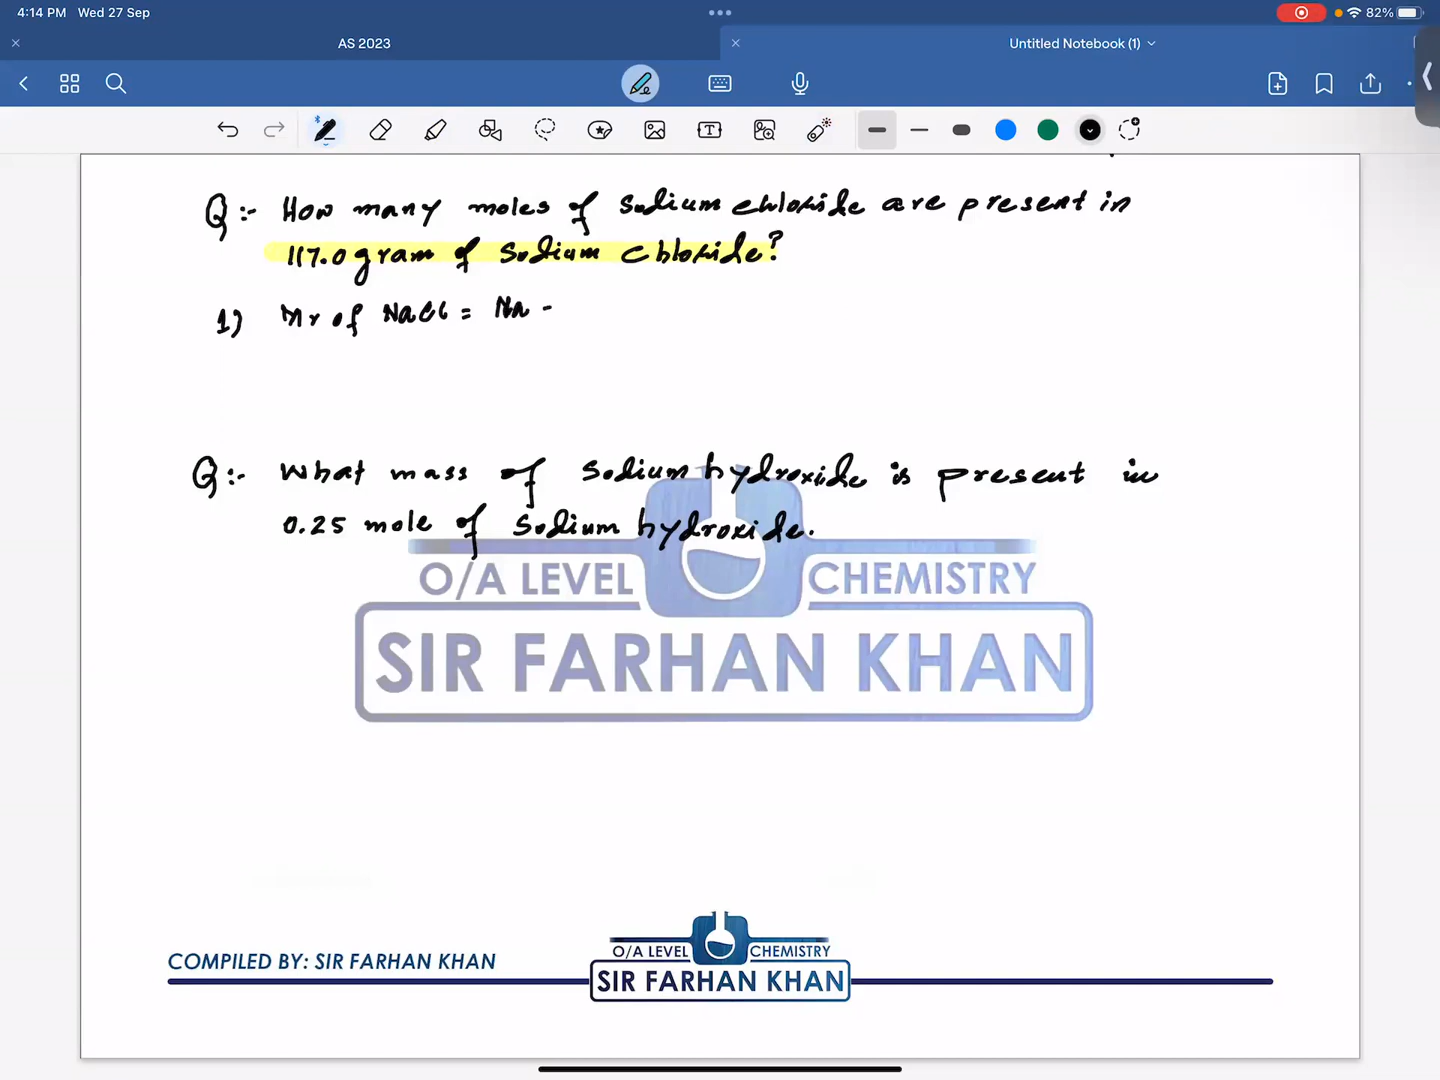 4:14 PM Wed 27 Sep
82%
AS 2023
Untitled Notebook (1)
Q:- How many moles of Sodium chloride are present in
117.0 gram of Sodium Chloride?
1) Mr of NaCl = Na -
Q:- What mass of Sodium hydroxide is present in
0.25 mole of Sodium hydroxide.
O/A LEVEL CHEMISTRY
SIR FARHAN KHAN
COMPILED BY: SIR FARHAN KHAN
O/A LEVEL CHEMISTRY
SIR FARHAN KHAN